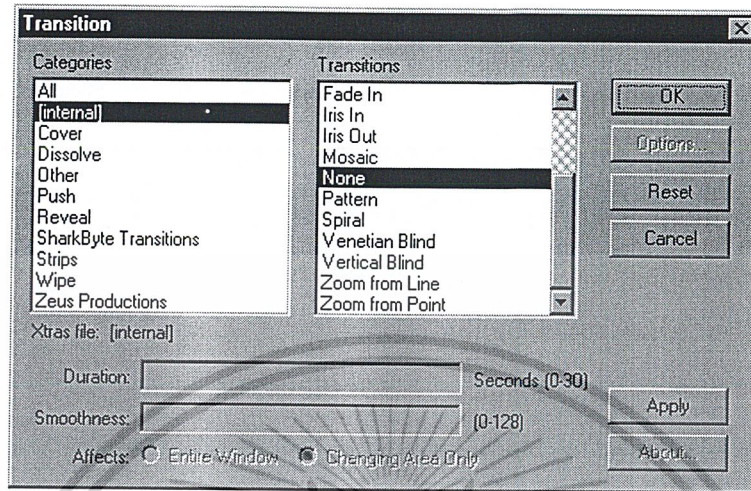 Transition
Categories
All
[internal]
Cover
Dissolve
Other
Push
Reveal
SharkByte Transitions
Strips
Wipe
Zeus Productions
Transitions
Fade In
Iris In
Iris Out
Mosaic
None
Pattern
Spiral
Venetian Blind
Vertical Blind
Zoom from Line
Zoom from Point
OK
Options...
Reset
Cancel
Xtras file: [internal]
Duration: Seconds (0-30)
Smoothness: (0-128)
Affects: Entire Window Changing Area Only
Apply
About...